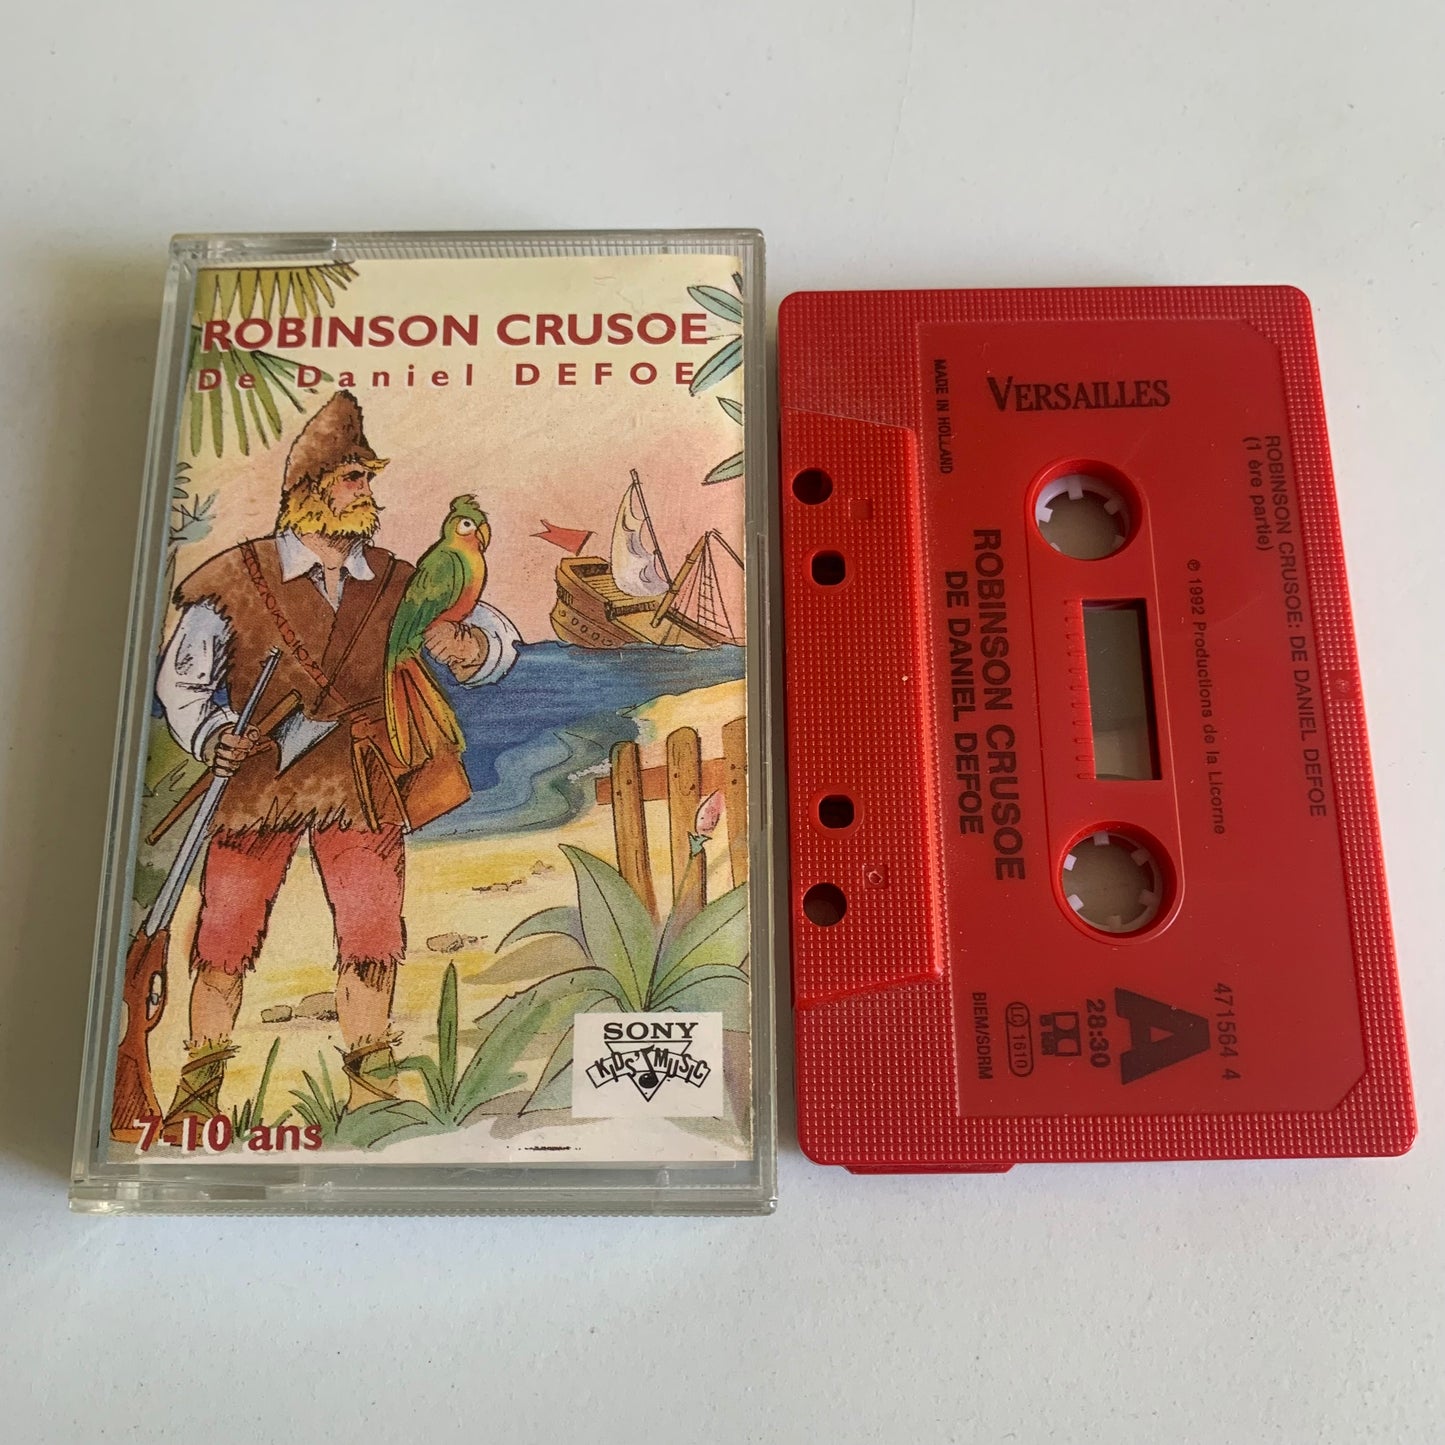 ROBINSON CRUSOE
De Daniel DEFOE
SONY
KIDS' MUSIC
7-10 ans
VERSAILLES
MADE IN HOLLAND
ROBINSON CRUSOE: DE DANIEL DEFOE
(1 ère partie)
℗ 1992 Productions de la Licorne
ROBINSON CRUSOE
DE DANIEL DEFOE
471564 4
A
28:30
LC 1610
BIEM/SDRM